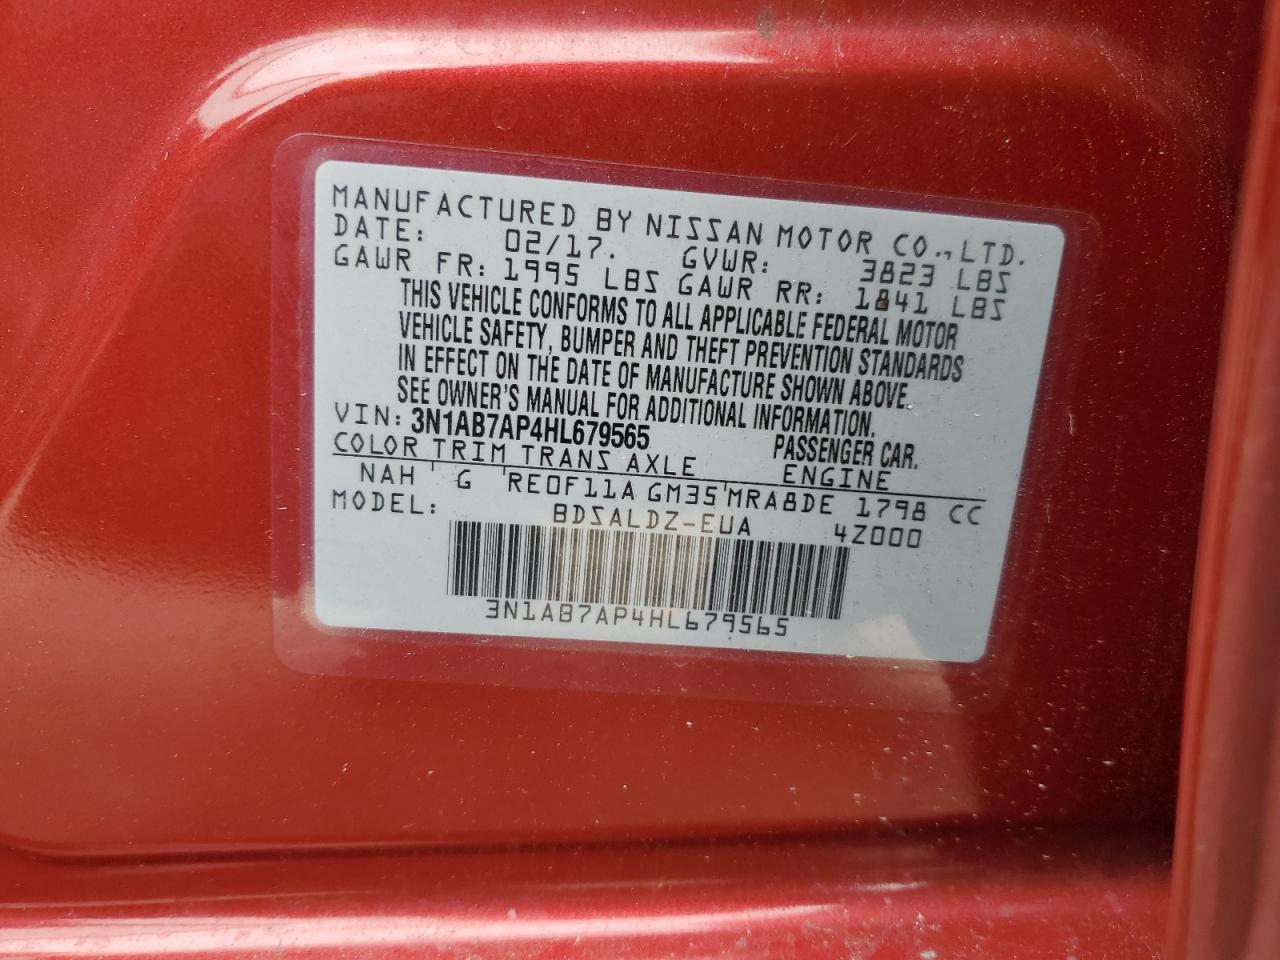 MANUFACTURED BY NISSAN MOTOR CO., LTD.
DATE: 02/17. GVWR: 3823 LBS
GAWR FR: 1995 LBS GAWR RR: 1841 LBS
THIS VEHICLE CONFORMS TO ALL APPLICABLE FEDERAL MOTOR
VEHICLE SAFETY, BUMPER AND THEFT PREVENTION STANDARDS
IN EFFECT ON THE DATE OF MANUFACTURE SHOWN ABOVE.
SEE OWNER'S MANUAL FOR ADDITIONAL INFORMATION.
VIN: 3N1AB7AP4HL679565 PASSENGER CAR.
COLOR TRIM TRANS AXLE ENGINE
NAH G RE0F11A GM35 MRA8DE 1798 CC
MODEL: BDSALDZ-EUA 4Z000
3N1AB7AP4HL679565